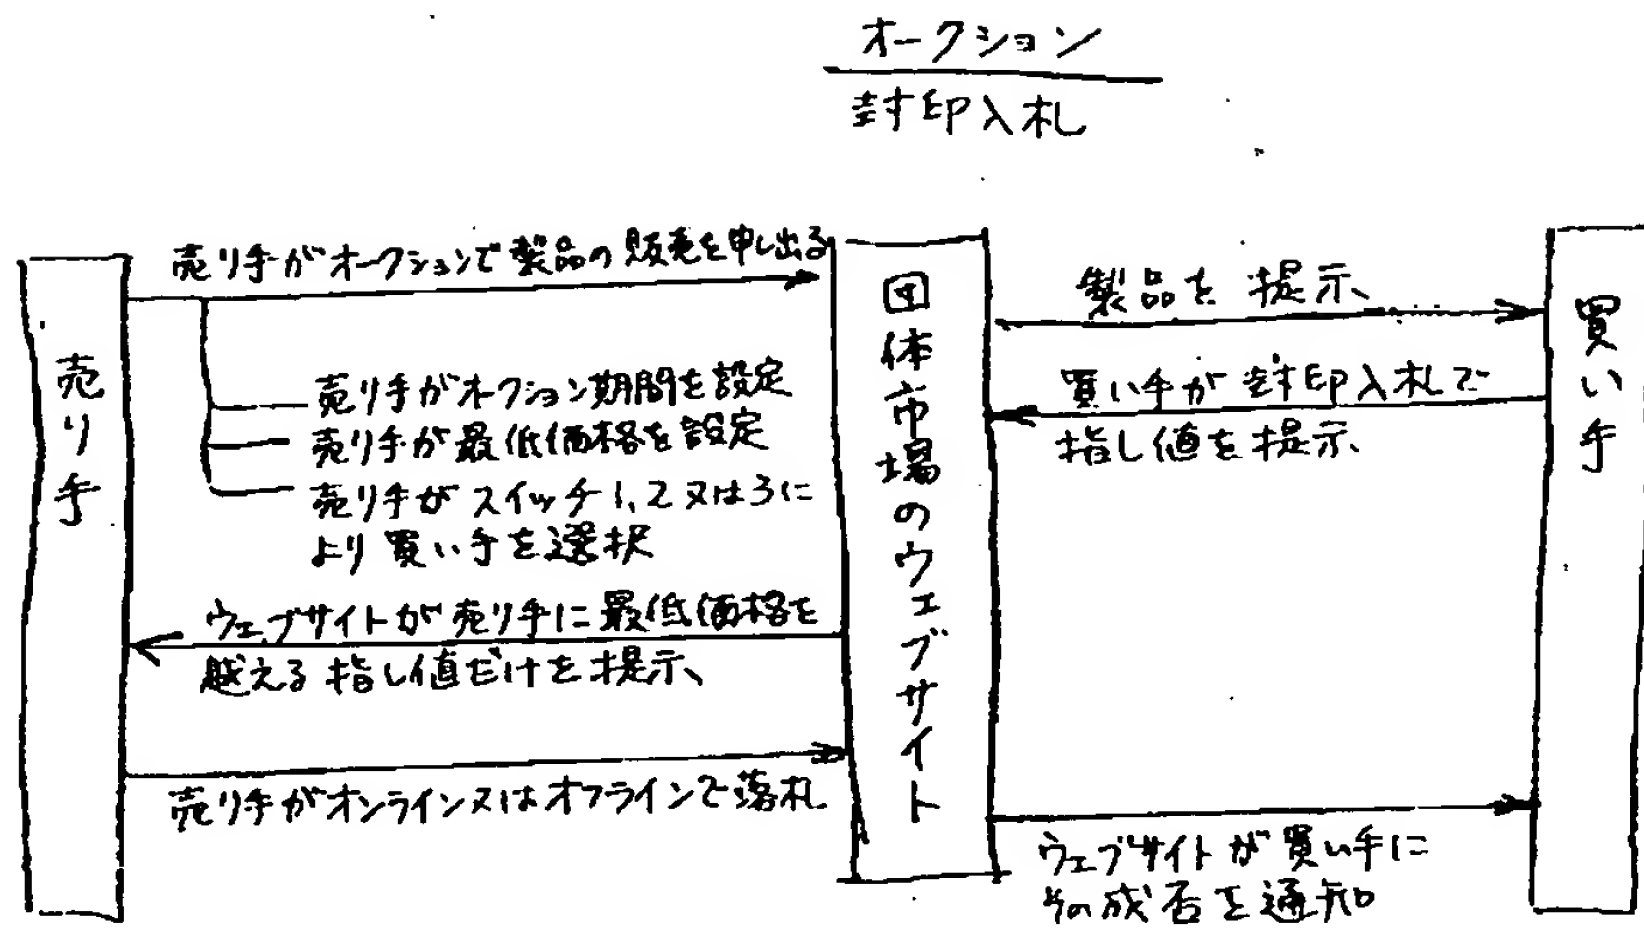 オークション
封印入札
売り手
売り手がオークションで製品の販売を申し出る
売り手がオークション期間を設定
売り手が最低価格を設定
売り手がスイッチ1、2又は3に
より買い手を選択
ウェブサイトが売り手に最低価格を
越える指し値だけを提示
売り手がオンライン又はオフラインで落札
団体市場のウェブサイト
製品を提示
買い手が封印入札で
指し値を提示
ウェブサイトが買い手に
その成否を通知
買い手